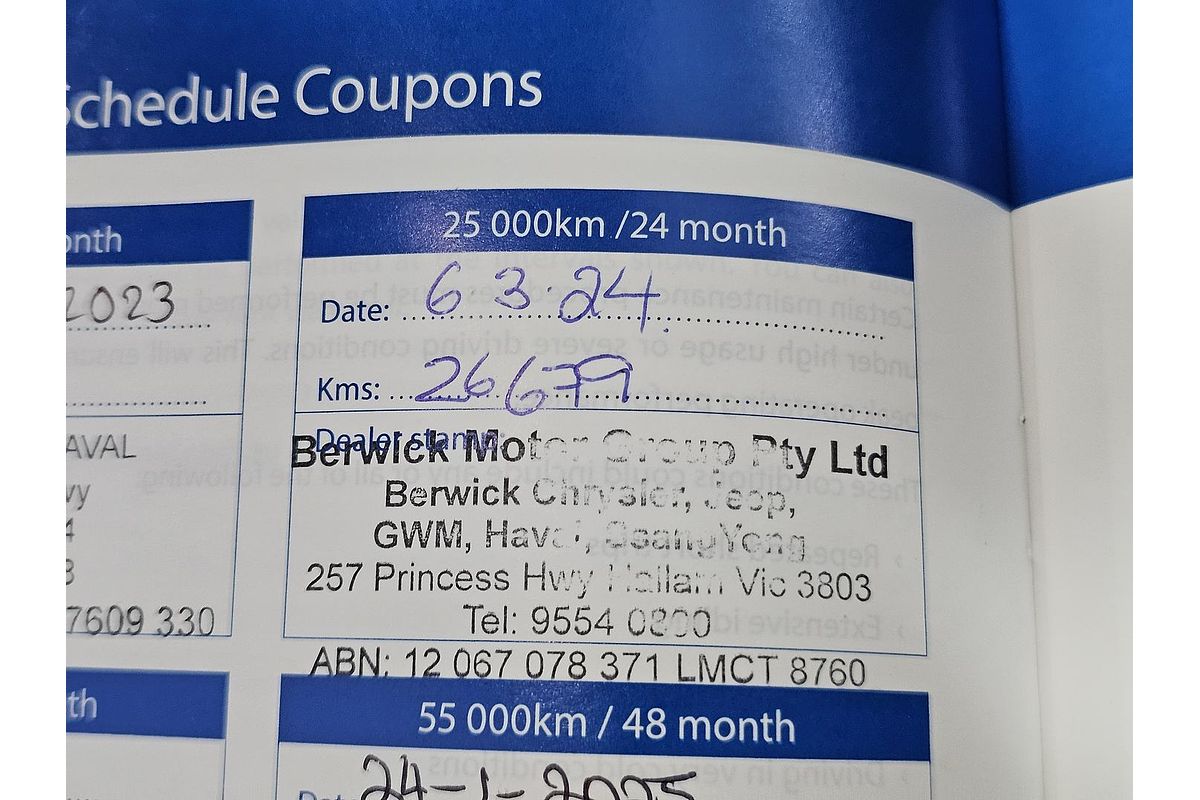 Schedule Coupons
onth
2023
AVAL
vy
4
3
7609 330
th
25 000km /24 month
Date: 6 3.24.
Kms: 26679
Dealer stamp:
Berwick Motor Group Pty Ltd
Berwick Chrysler, Jeep,
GWM, Haval, SsangYong
257 Princess Hwy Hallam Vic 3803
Tel: 9554 0800
ABN: 12 067 078 371 LMCT 8760
55 000km / 48 month
Date 24-1-2025